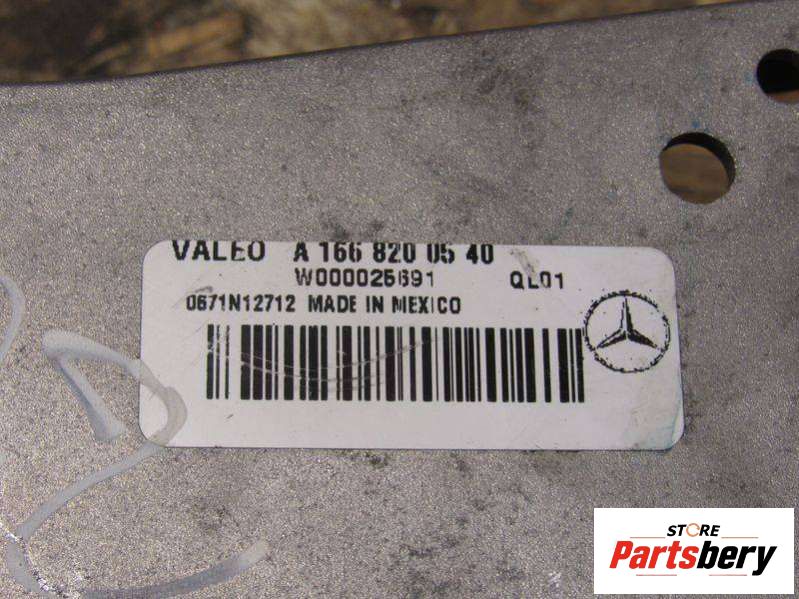 VALEO A 166 820 05 40
W000025691 QL01
0671N12712 MADE IN MEXICO
STORE
Partsbery